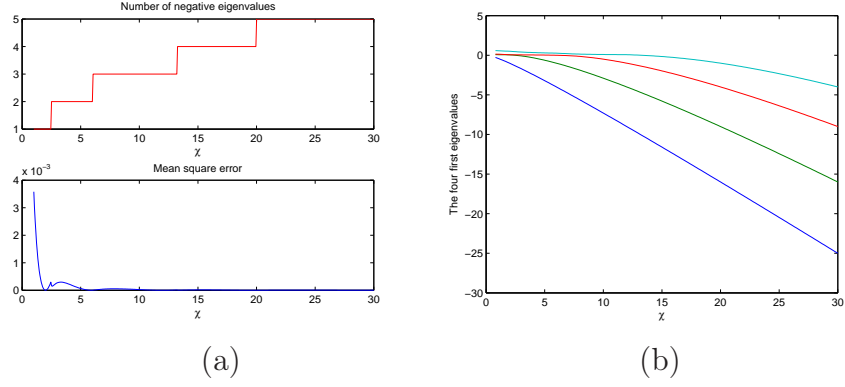 Number of negative eigenvalues
5
4
3
2
1
0 5 10 15 20 25 30
χ
Mean square error
x 10⁻³
4
3
2
1
0
0 5 10 15 20 25 30
χ
(a)
5
0
−5
−10
−15
−20
−25
−30
The four first eigenvalues
0 5 10 15 20 25 30
χ
(b)